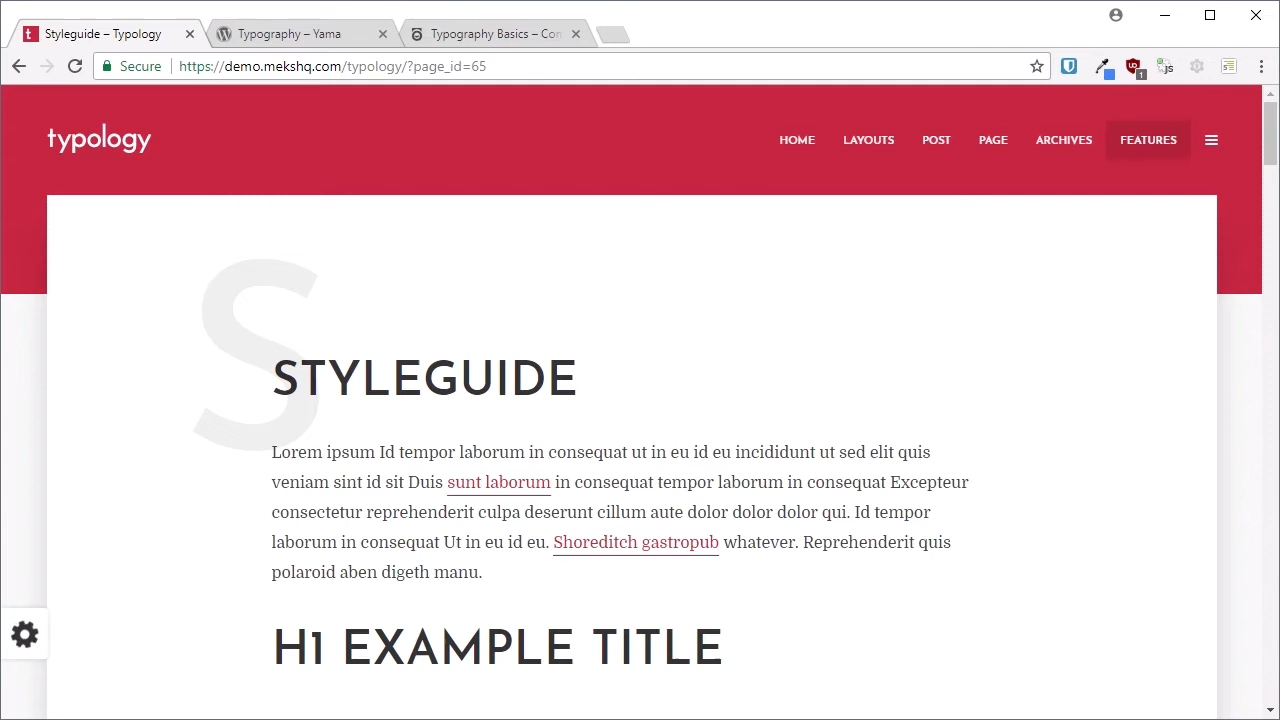 Styleguide – Typology
Typography – Yama
Typography Basics – Con
Secure
https://demo.mekshq.com/typology/?page_id=65
1
js
typology
HOME
LAYOUTS
POST
PAGE
ARCHIVES
FEATURES
S
STYLEGUIDE
Lorem ipsum Id tempor laborum in consequat ut in eu id eu incididunt ut sed elit quis
veniam sint id sit Duis sunt laborum in consequat tempor laborum in consequat Excepteur
consectetur reprehenderit culpa deserunt cillum aute dolor dolor dolor qui. Id tempor
laborum in consequat Ut in eu id eu. Shoreditch gastropub whatever. Reprehenderit quis
polaroid aben digeth manu.
H1 EXAMPLE TITLE